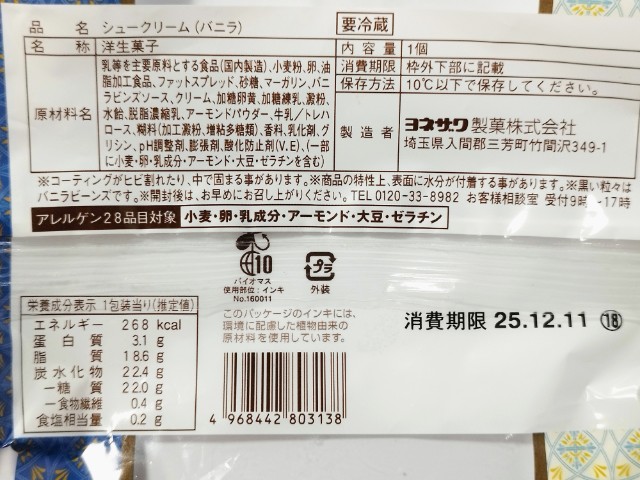 品名 シュークリーム(バニラ)
要冷蔵
名称 洋生菓子
内容量 1個
原材料名
乳等を主要原料とする食品(国内製造)、小麦粉、卵、油
脂加工食品、ファットスプレッド、砂糖、マーガリン、バニ
ラビンズソース、クリーム、加糖卵黄、加糖練乳、澱粉、
水飴、脱脂濃縮乳、アーモンドパウダー、牛乳/トレハ
ロース、糊料(加工澱粉、増粘多糖類)、香料、乳化剤、グ
リシン、pH調整剤、膨張剤、酸化防止剤(V.E)、(一部
に小麦・卵・乳成分・アーモンド・大豆・ゼラチンを含む)
消費期限 枠外下部に記載
保存方法 10℃以下で保存してください。
製造者
ヨネザワ製菓株式会社
埼玉県入間郡三芳町竹間沢349-1
※コーティングがヒビ割れたり、中で固まる事があります。※商品の特性上、表面に水分が付着する事があります。※黒い粒々は
バニラビーンズです。※開封後は、お早めにお召し上がりください。TEL 0120-33-8982 お客様相談室 受付9時〜17時
アレルゲン28品目対象 小麦・卵・乳成分・アーモンド・大豆・ゼラチン
10
バイオマス
使用部位:インキ
No.160011
プラ
外装
このパッケージのインキには、
環境に配慮した植物由来の
原材料を使用しています。
消費期限 25.12.11 ⑱
栄養成分表示 1包装当り(推定値)
エネルギー 268 kcal
蛋白質 3.1 g
脂質 18.6 g
炭水化物 22.4 g
ー糖質 22.0 g
ー食物繊維 0.4 g
食塩相当量 0.2 g
4 968442 803138